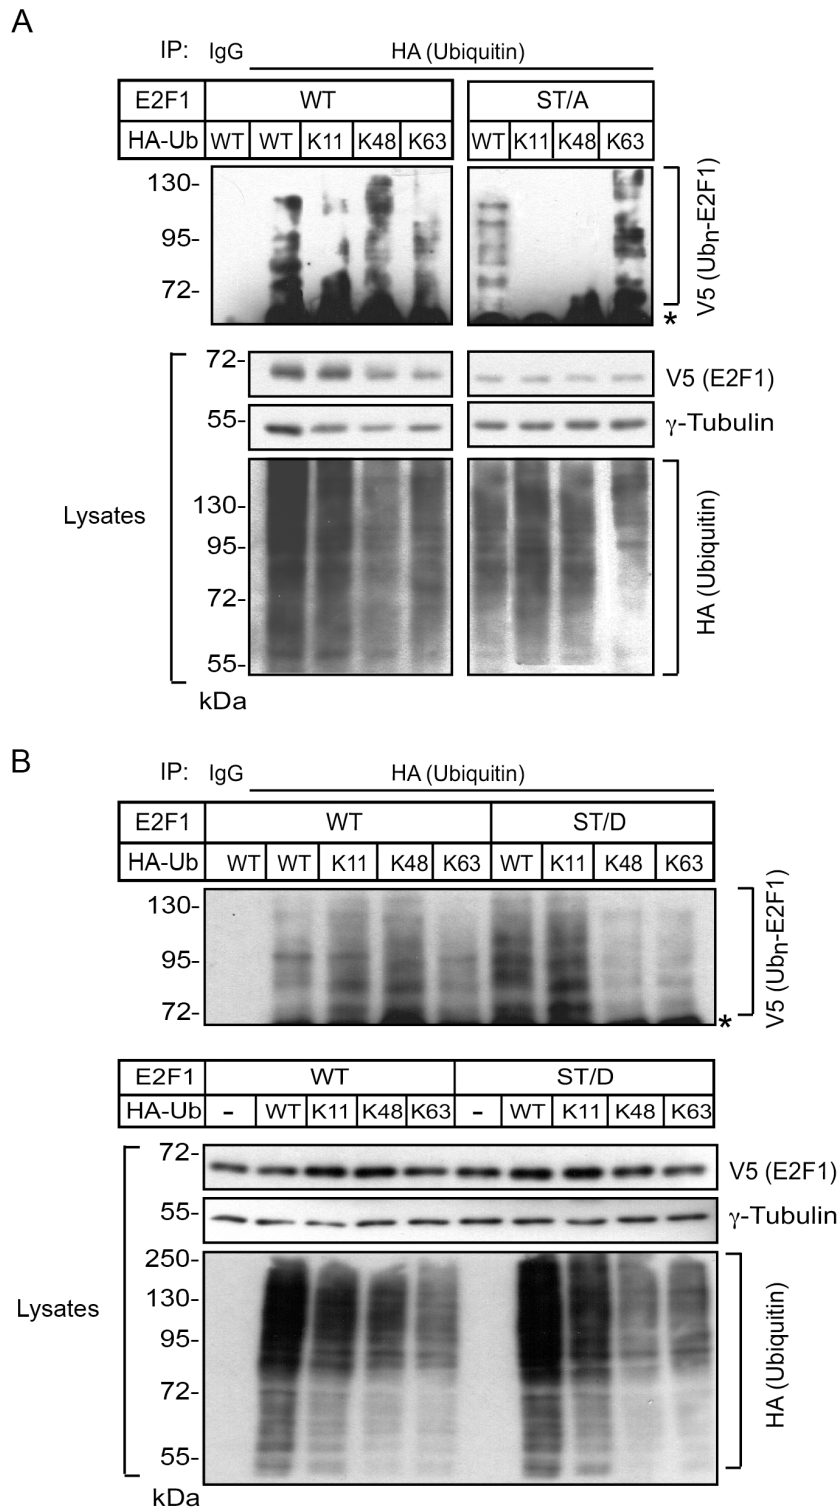 A
IP: IgG HA (Ubiquitin)
E2F1 WT ST/A
HA-Ub WT WT K11 K48 K63 WT K11 K48 K63
130-
95-
72-
V5 (Ubn-E2F1)
*
72-
V5 (E2F1)
55-
γ-Tubulin
Lysates
130-
95-
72-
55-
HA (Ubiquitin)
kDa
B
IP: IgG HA (Ubiquitin)
E2F1 WT ST/D
HA-Ub WT WT K11 K48 K63 WT K11 K48 K63
130-
95-
72-
V5 (Ubn-E2F1)
*
E2F1 WT ST/D
HA-Ub - WT K11 K48 K63 - WT K11 K48 K63
72-
V5 (E2F1)
55-
γ-Tubulin
Lysates
250-
130-
95-
72-
55-
HA (Ubiquitin)
kDa